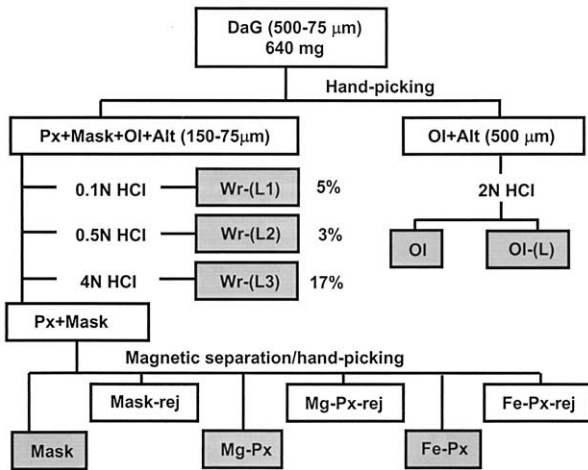 DaG (500-75 μm)
640 mg
Hand-picking
Px+Mask+Ol+Alt (150-75μm)
Ol+Alt (500 μm)
0.1N HCl
Wr-(L1)
5%
2N HCl
0.5N HCl
Wr-(L2)
3%
Ol
Ol-(L)
4N HCl
Wr-(L3)
17%
Px+Mask
Magnetic separation/hand-picking
Mask-rej
Mg-Px-rej
Fe-Px-rej
Mask
Mg-Px
Fe-Px